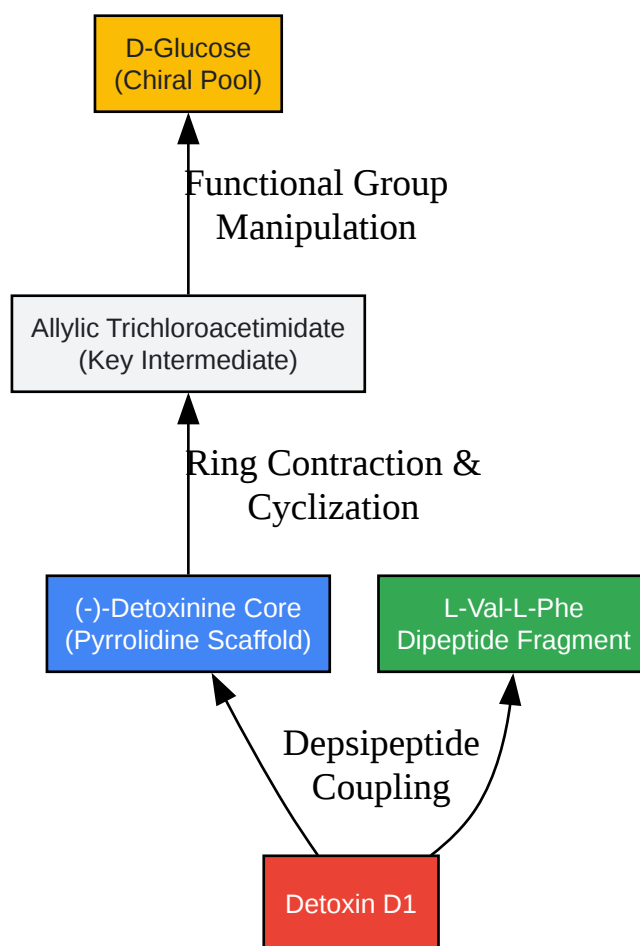 D-Glucose
(Chiral Pool)
Functional Group
Manipulation
Allylic Trichloroacetimidate
(Key Intermediate)
Ring Contraction &
Cyclization
(-)-Detoxinine Core
(Pyrrolidine Scaffold)
L-Val-L-Phe
Dipeptide Fragment
Depsipeptide
Coupling
Detoxin D1